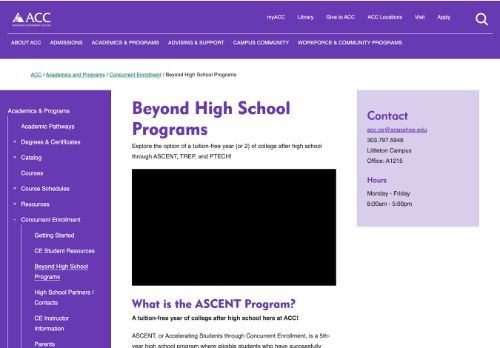 ACC
myACC
Library
Give to ACC
ACC Locations
Visit
Apply
ABOUT ACC
ADMISSIONS
ACADEMICS & PROGRAMS
ADVISING & SUPPORT
CAMPUS COMMUNITY
WORKFORCE & COMMUNITY PROGRAMS
ACC / Academics and Programs / Concurrent Enrollment / Beyond High School Programs
Academics & Programs
Academic Pathways
+ Degrees & Certificates
+ Catalog
Courses
+ Course Schedules
+ Resources
- Concurrent Enrollment
Getting Started
CE Student Resources
Beyond High School
Programs
High School Partners /
Contacts
CE Instructor
Information
Parents
Beyond High School
Programs
Explore the option of a tuition-free year (or 2) of college after high school
through ASCENT, TREP, and PTECH!
What is the ASCENT Program?
A tuition-free year of college after high school here at ACC!
ASCENT, or Accelerating Students through Concurrent Enrollment, is a 5th-
year high school program where eligible students who have successfully
Contact
acc.ce@arapahoe.edu
303.797.5946
Littleton Campus
Office: A1215
Hours
Monday - Friday
8:00am - 5:00pm